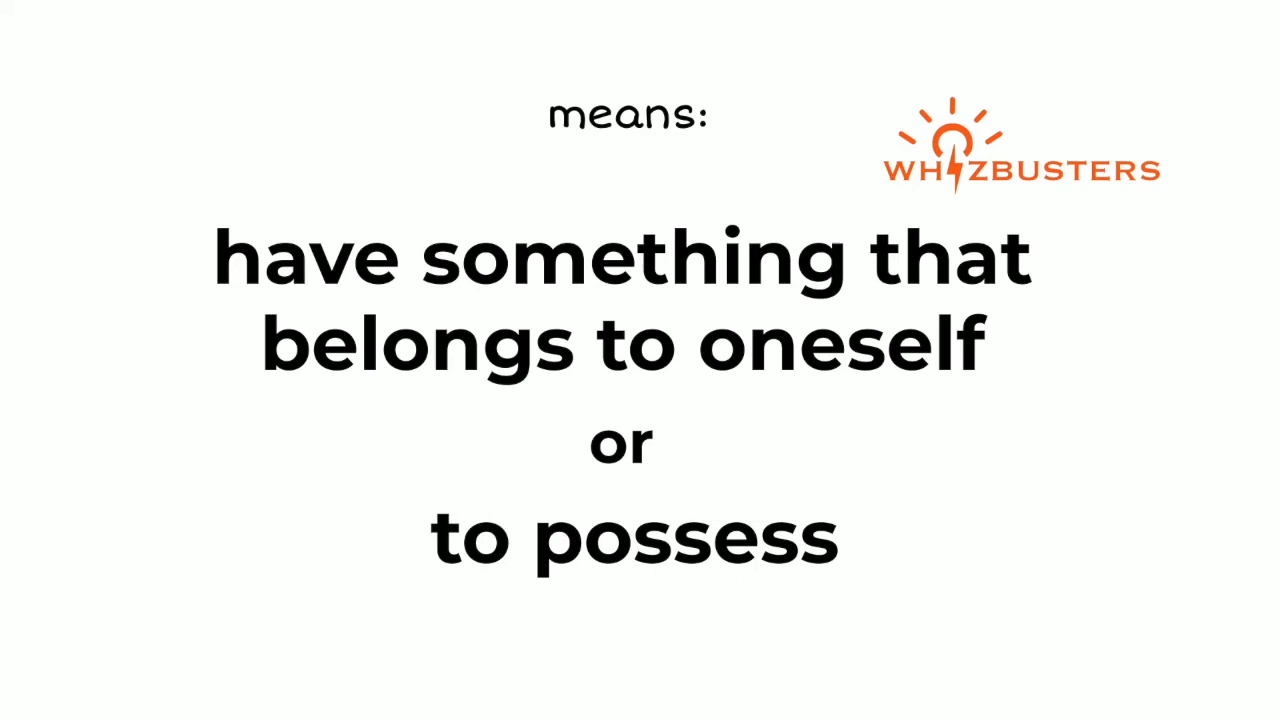 means:
WHIZBUSTERS
have something that
belongs to oneself
or
to possess